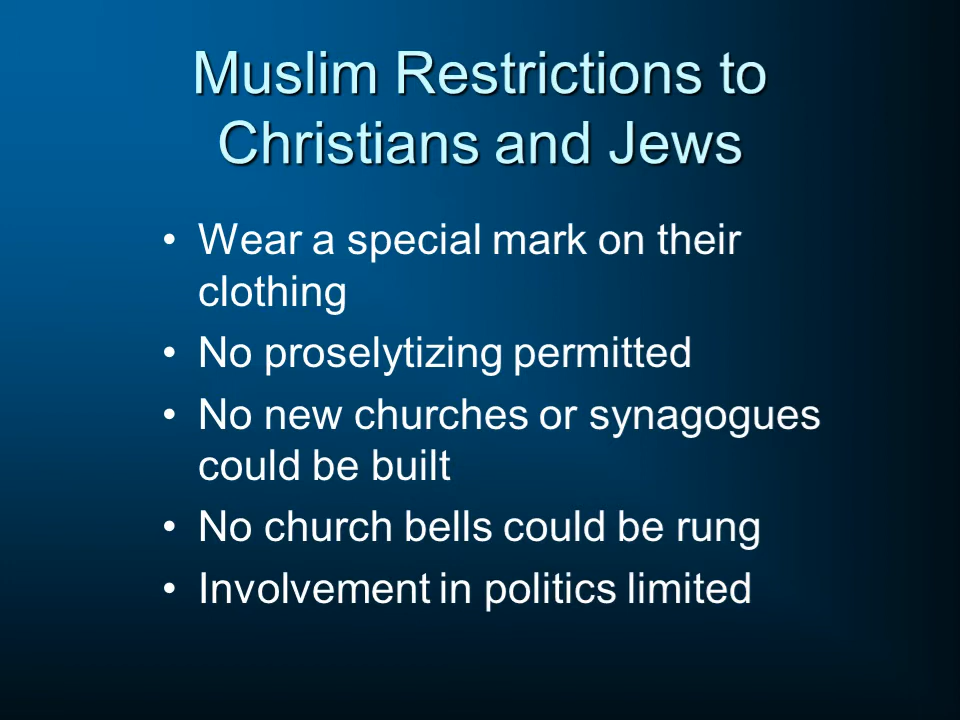 Muslim Restrictions to
Christians and Jews
• Wear a special mark on their
clothing
• No proselytizing permitted
• No new churches or synagogues
could be built
• No church bells could be rung
• Involvement in politics limited